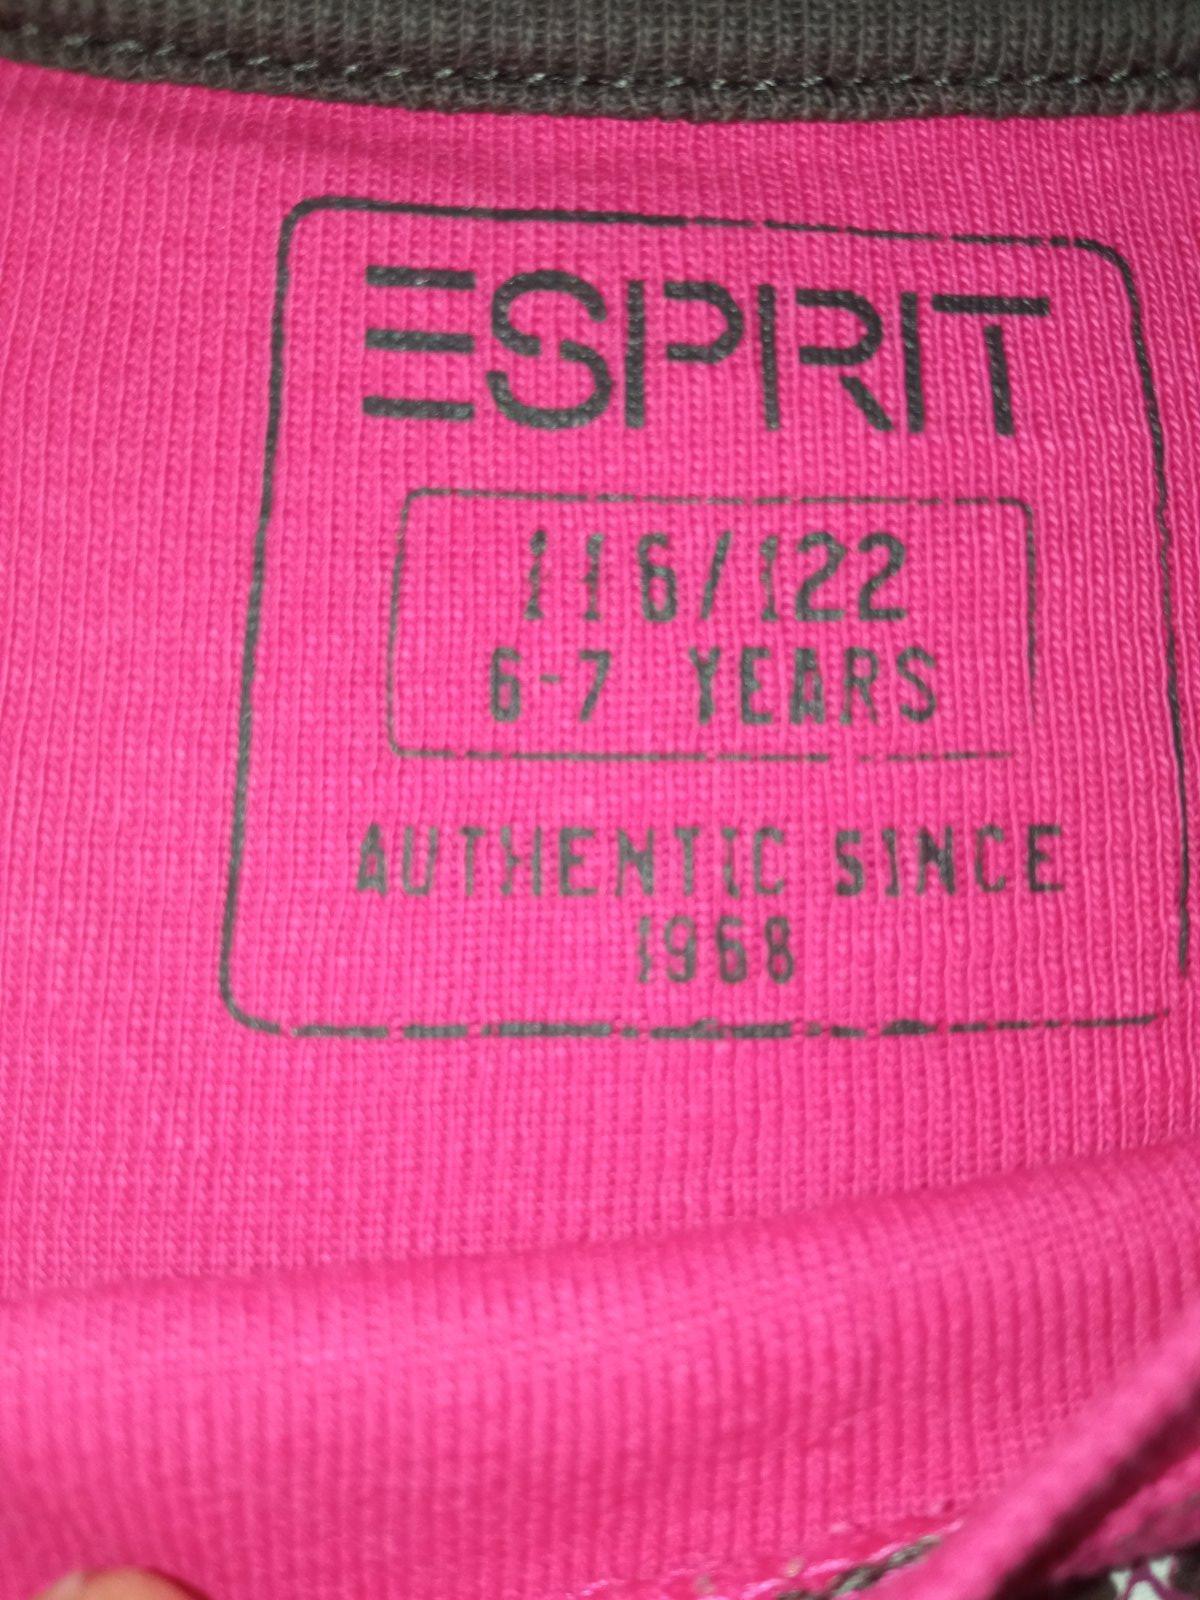 ESPRIT
116/122
6-7 YEARS
AUTHENTIC SINCE
1968